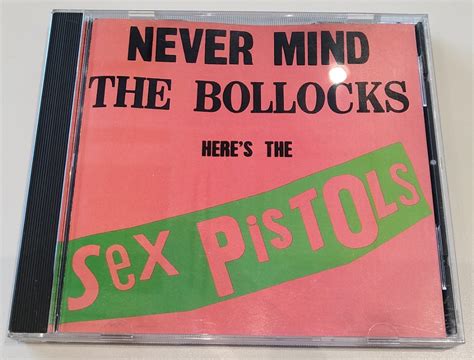 NEVER MIND
THE BOLLOCKS
HERE'S THE
Sex PiSTOls